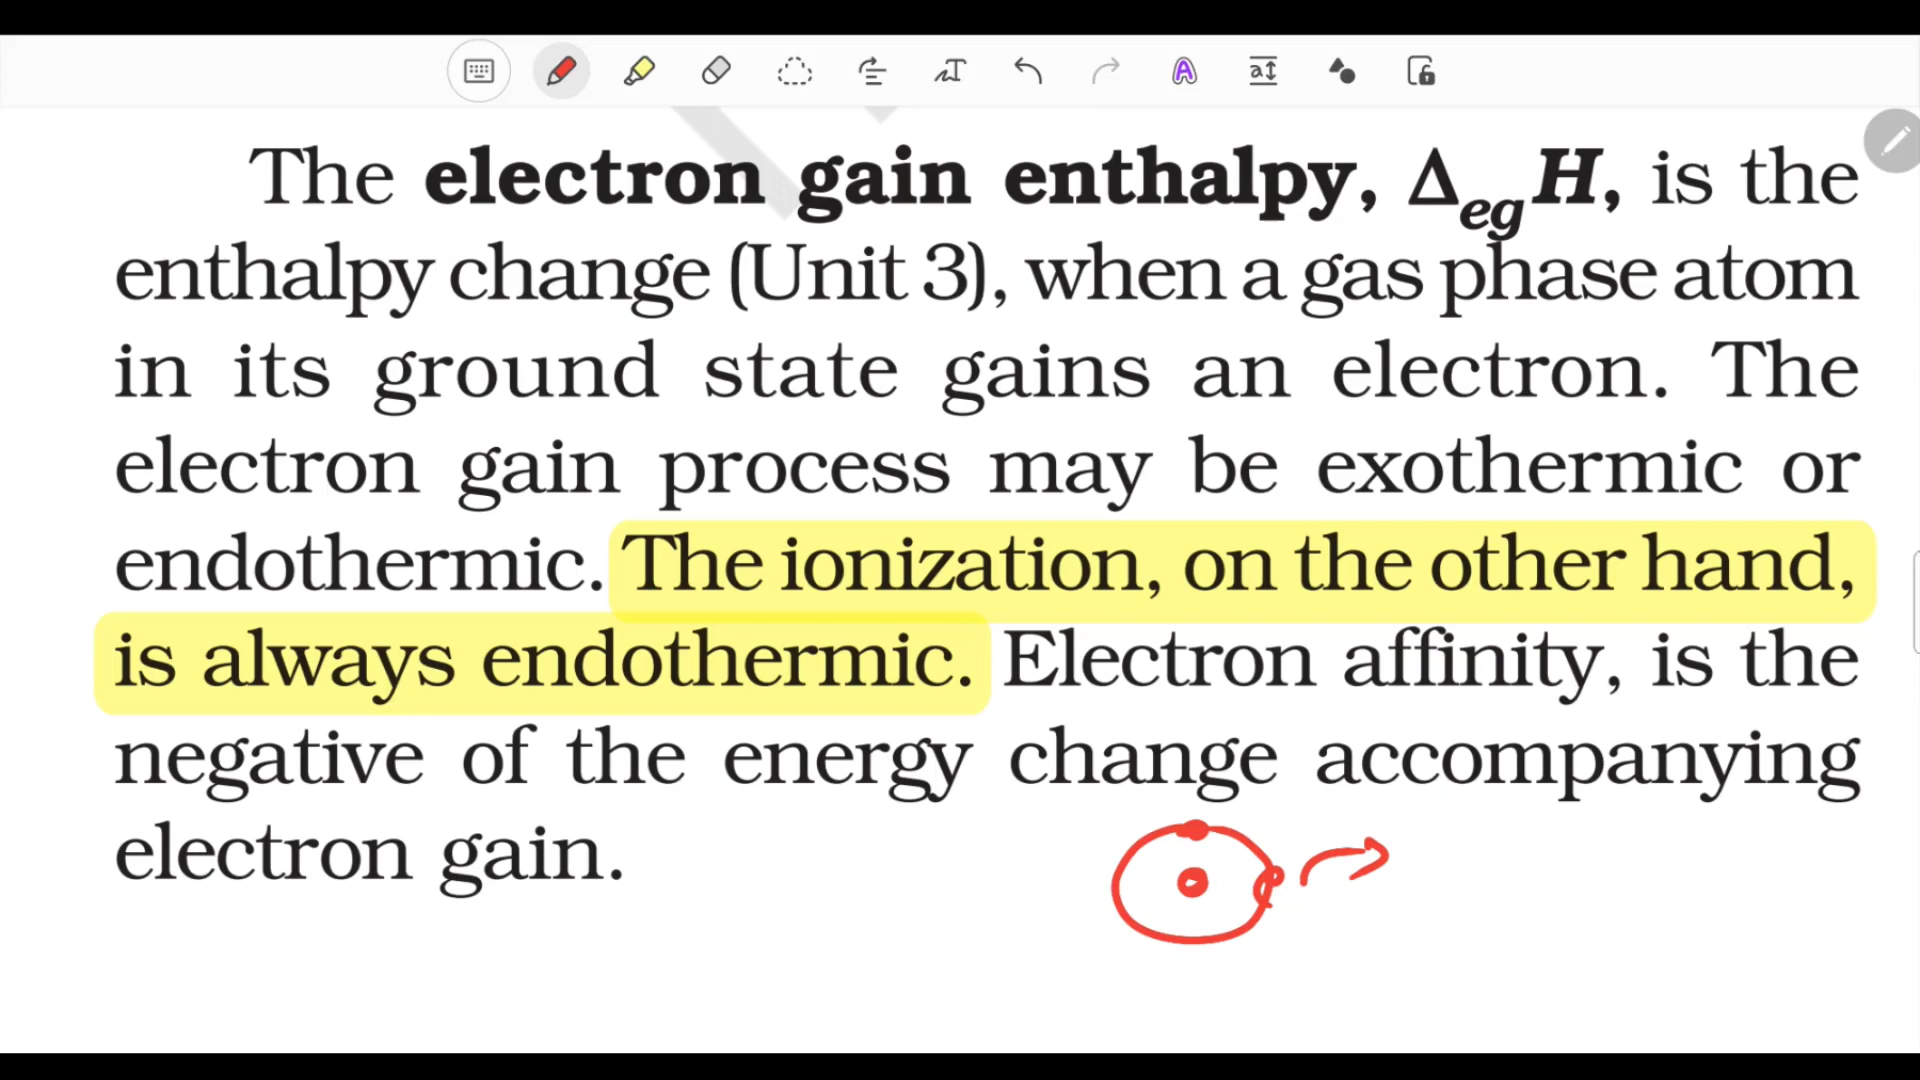 The electron gain enthalpy, ΔegH, is the
enthalpy change (Unit 3), when a gas phase atom
in its ground state gains an electron. The
electron gain process may be exothermic or
endothermic. The ionization, on the other hand,
is always endothermic. Electron affinity, is the
negative of the energy change accompanying
electron gain.